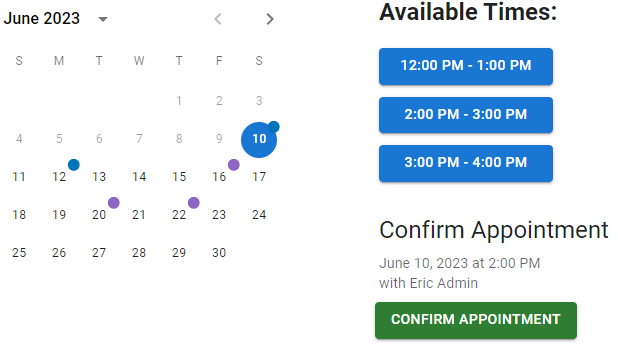 June 2023
S M T W T F S
1 2 3
4 5 6 7 8 9 10
11 12 13 14 15 16 17
18 19 20 21 22 23 24
25 26 27 28 29 30
Available Times:
12:00 PM - 1:00 PM
2:00 PM - 3:00 PM
3:00 PM - 4:00 PM
Confirm Appointment
June 10, 2023 at 2:00 PM
with Eric Admin
CONFIRM APPOINTMENT